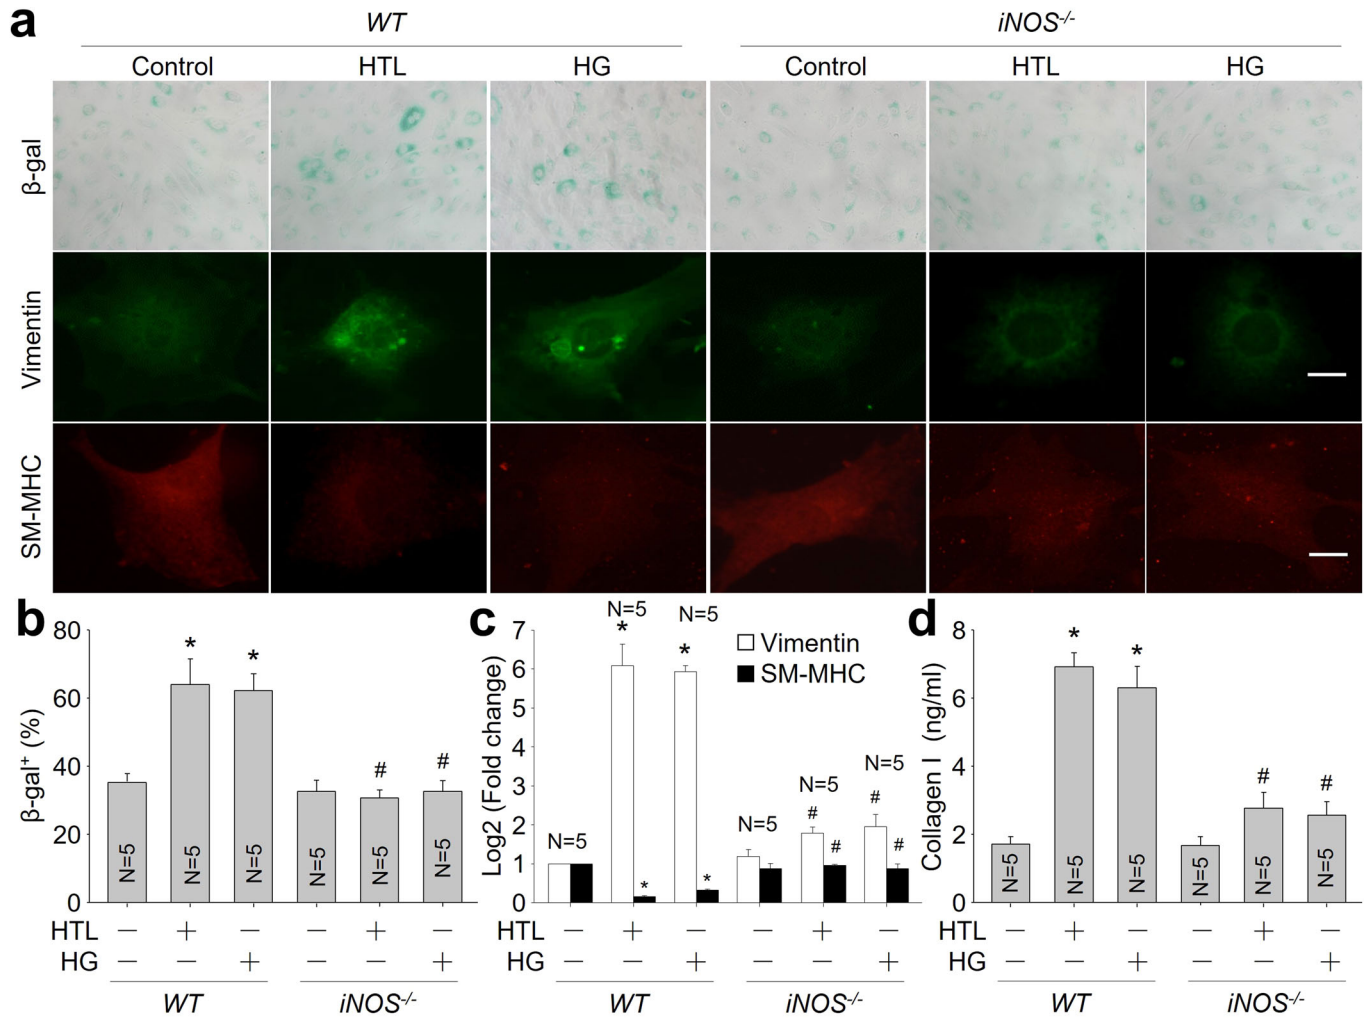 a
WT
iNOS-/-
Control
HTL
HG
Control
HTL
HG
β-gal
Vimentin
SM-MHC
b
β-gal+ (%)
80
60
40
20
0
*
*
#
#
N=5
N=5
N=5
N=5
N=5
N=5
HTL
− + − − + −
HG
− − + − − +
WT
iNOS-/-
c
Log2 (Fold change)
7
6
5
4
3
2
1
0
N=5
N=5
Vimentin
SM-MHC
*
*
*
*
N=5
N=5
N=5
N=5
#
#
#
#
HTL
− + − − + −
HG
− − + − − +
WT
iNOS-/-
d
Collagen I (ng/ml)
8
6
4
2
0
*
*
#
#
N=5
N=5
N=5
N=5
N=5
N=5
HTL
− + − − + −
HG
− − + − − +
WT
iNOS-/-